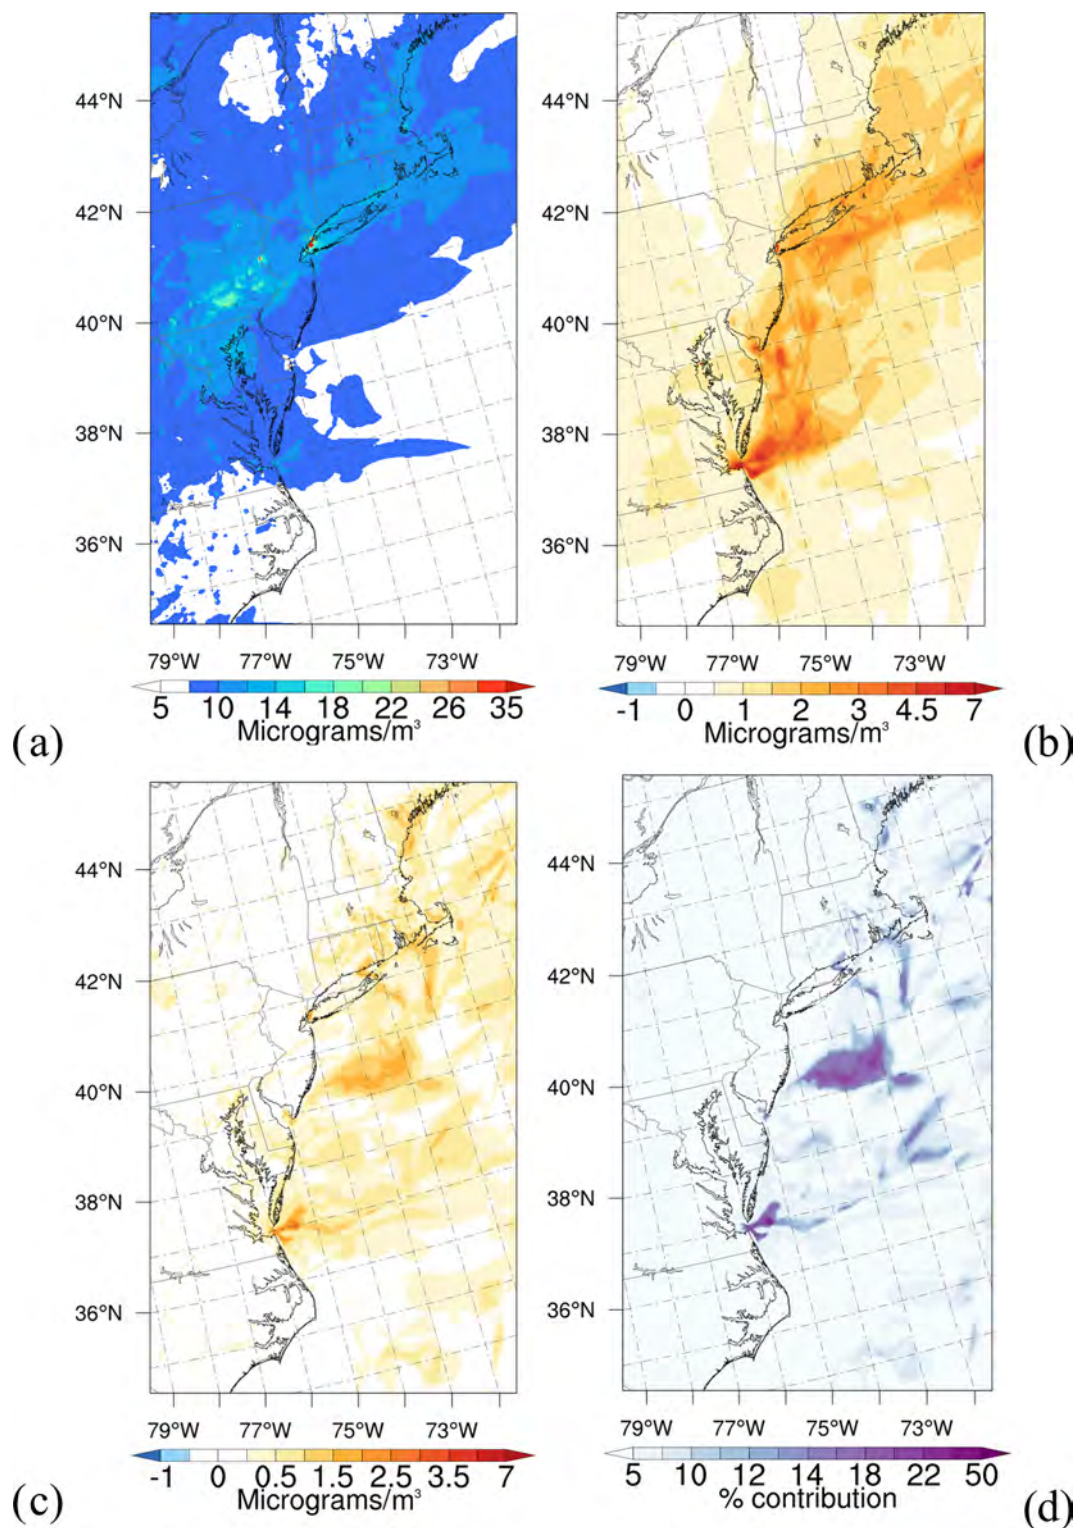 44°N
42°N
40°N
38°N
36°N
79°W 77°W 75°W 73°W
5 10 14 18 22 26 35
Micrograms/m³
(a)
44°N
42°N
40°N
38°N
36°N
79°W 77°W 75°W 73°W
-1 0 1 2 3 4.5 7
Micrograms/m³
(b)
44°N
42°N
40°N
38°N
36°N
79°W 77°W 75°W 73°W
-1 0 0.5 1.5 2.5 3.5 7
Micrograms/m³
(c)
44°N
42°N
40°N
38°N
36°N
79°W 77°W 75°W 73°W
5 10 12 14 18 22 50
% contribution
(d)